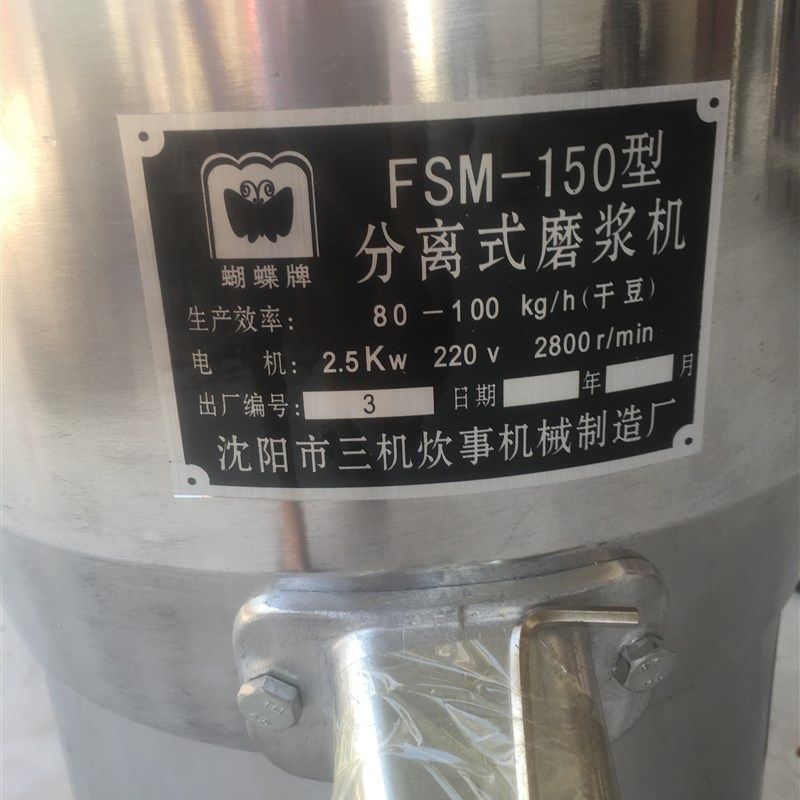 FSM-150型
分离式磨浆机
蝴蝶牌
生产效率: 80-100 kg/h(干豆)
电 机: 2.5Kw 220v 2800r/min
出厂编号: 3 日期 年 月
沈阳市三机炊事机械制造厂